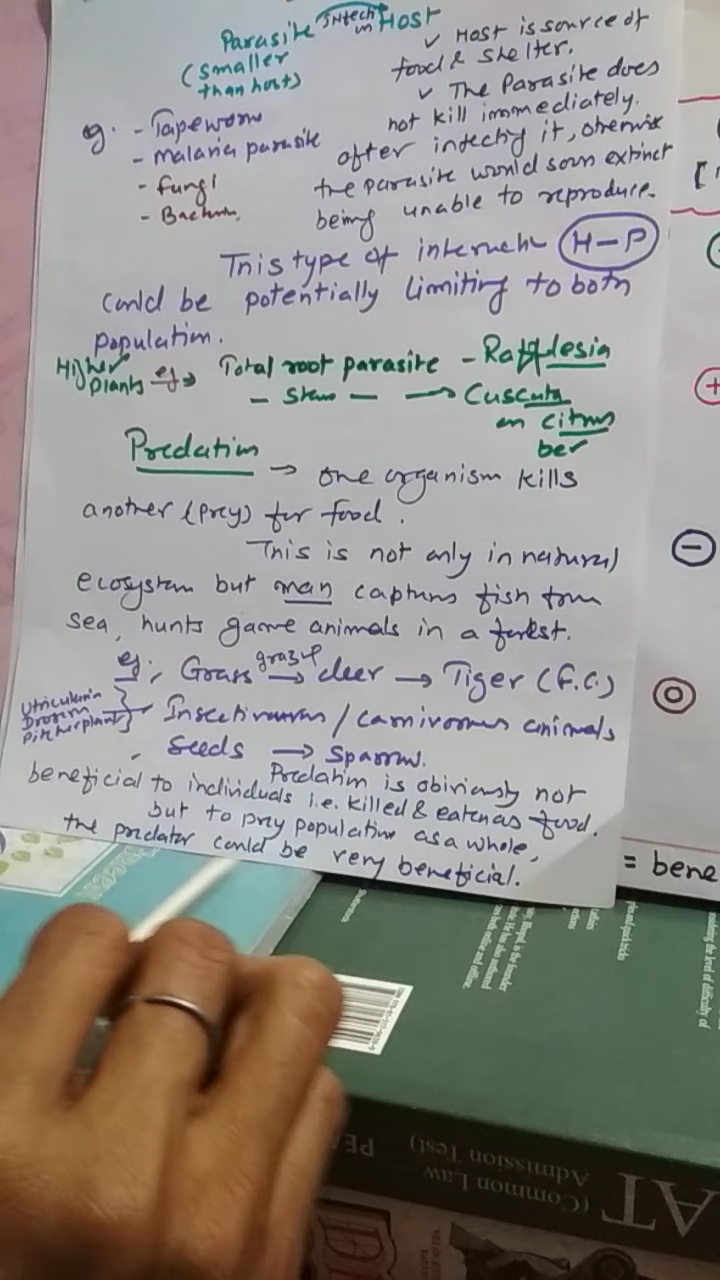 Parasite Infects in Host
(smaller
than host)
✓ Host is source of
food & shelter.
✓ The Parasite does
not kill immediately.
after infecting it, otherwise
the parasite would soon extinct
being unable to reproduce.
eg. - Tapeworm
- Malaria parasite
- Fungi
- Bacteria,
This type of interaction H-P
could be potentially limiting to both
population.
Higher
Plants eg → Total root parasite - Rafflesia
- Stem - → Cuscuta
on citrus
ber
Predation → one organism kills
another (prey) for food.
This is not only in natural
ecosystem but man captures fish from
sea, hunts game animals in a forest.
eg, Grass grazed → deer → Tiger (F.C.)
Utricularia
Drosera
Pitcher plant
Insectivorous / carnivorous animals
Seeds → Sparrow.
Predation is obiviously not
beneficial to individuals i.e. killed & eaten as food.
but to prey population as a whole,
the predator could be very beneficial.
+
−
0
= bene
AT
(Common Law
Admission Test)
PE